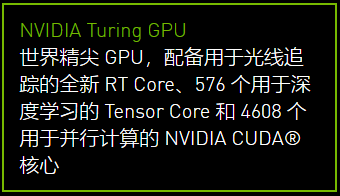 NVIDIA Turing GPU
世界精尖 GPU，配备用于光线追
踪的全新 RT Core、576 个用于深
度学习的 Tensor Core 和 4608 个
用于并行计算的 NVIDIA CUDA®
核心